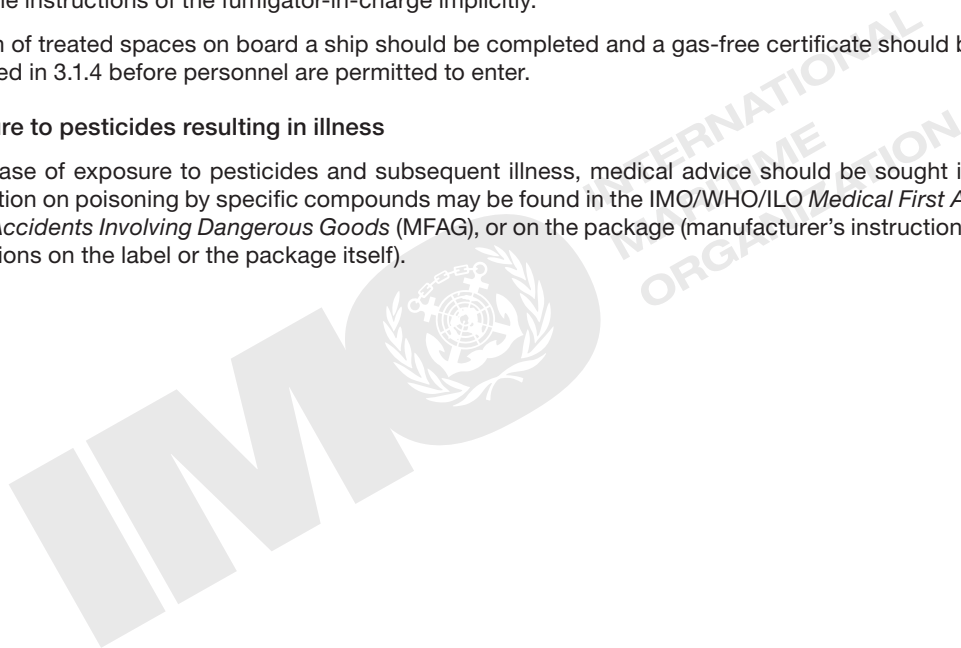 he instructions of the fumigator-in-charge implicitly.
n of treated spaces on board a ship should be completed and a gas-free certificate should b
ed in 3.1.4 before personnel are permitted to enter.
re to pesticides resulting in illness
ase of exposure to pesticides and subsequent illness, medical advice should be sought i
tion on poisoning by specific compounds may be found in the IMO/WHO/ILO Medical First A
Accidents Involving Dangerous Goods (MFAG), or on the package (manufacturer’s instruction
ions on the label or the package itself).
INTERNATIONAL
MARITIME
ORGANIZATION
IMO